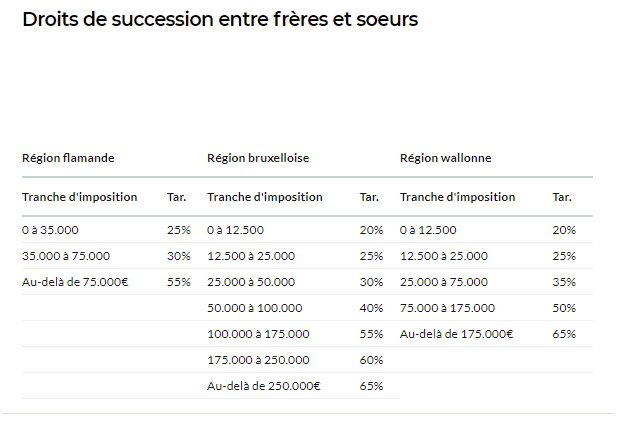 Droits de succession entre frères et soeurs
Région flamande Région bruxelloise Région wallonne
Tranche d'imposition Tar. Tranche d'imposition Tar. Tranche d'imposition Tar.
0 à 35.000 25% 0 à 12.500 20% 0 à 12.500 20%
35.000 à 75.000 30% 12.500 à 25.000 25% 12.500 à 25.000 25%
Au-delà de 75.000€ 55% 25.000 à 50.000 30% 25.000 à 75.000 35%
50.000 à 100.000 40% 75.000 à 175.000 50%
100.000 à 175.000 55% Au-delà de 175.000€ 65%
175.000 à 250.000 60%
Au-delà de 250.000€ 65%